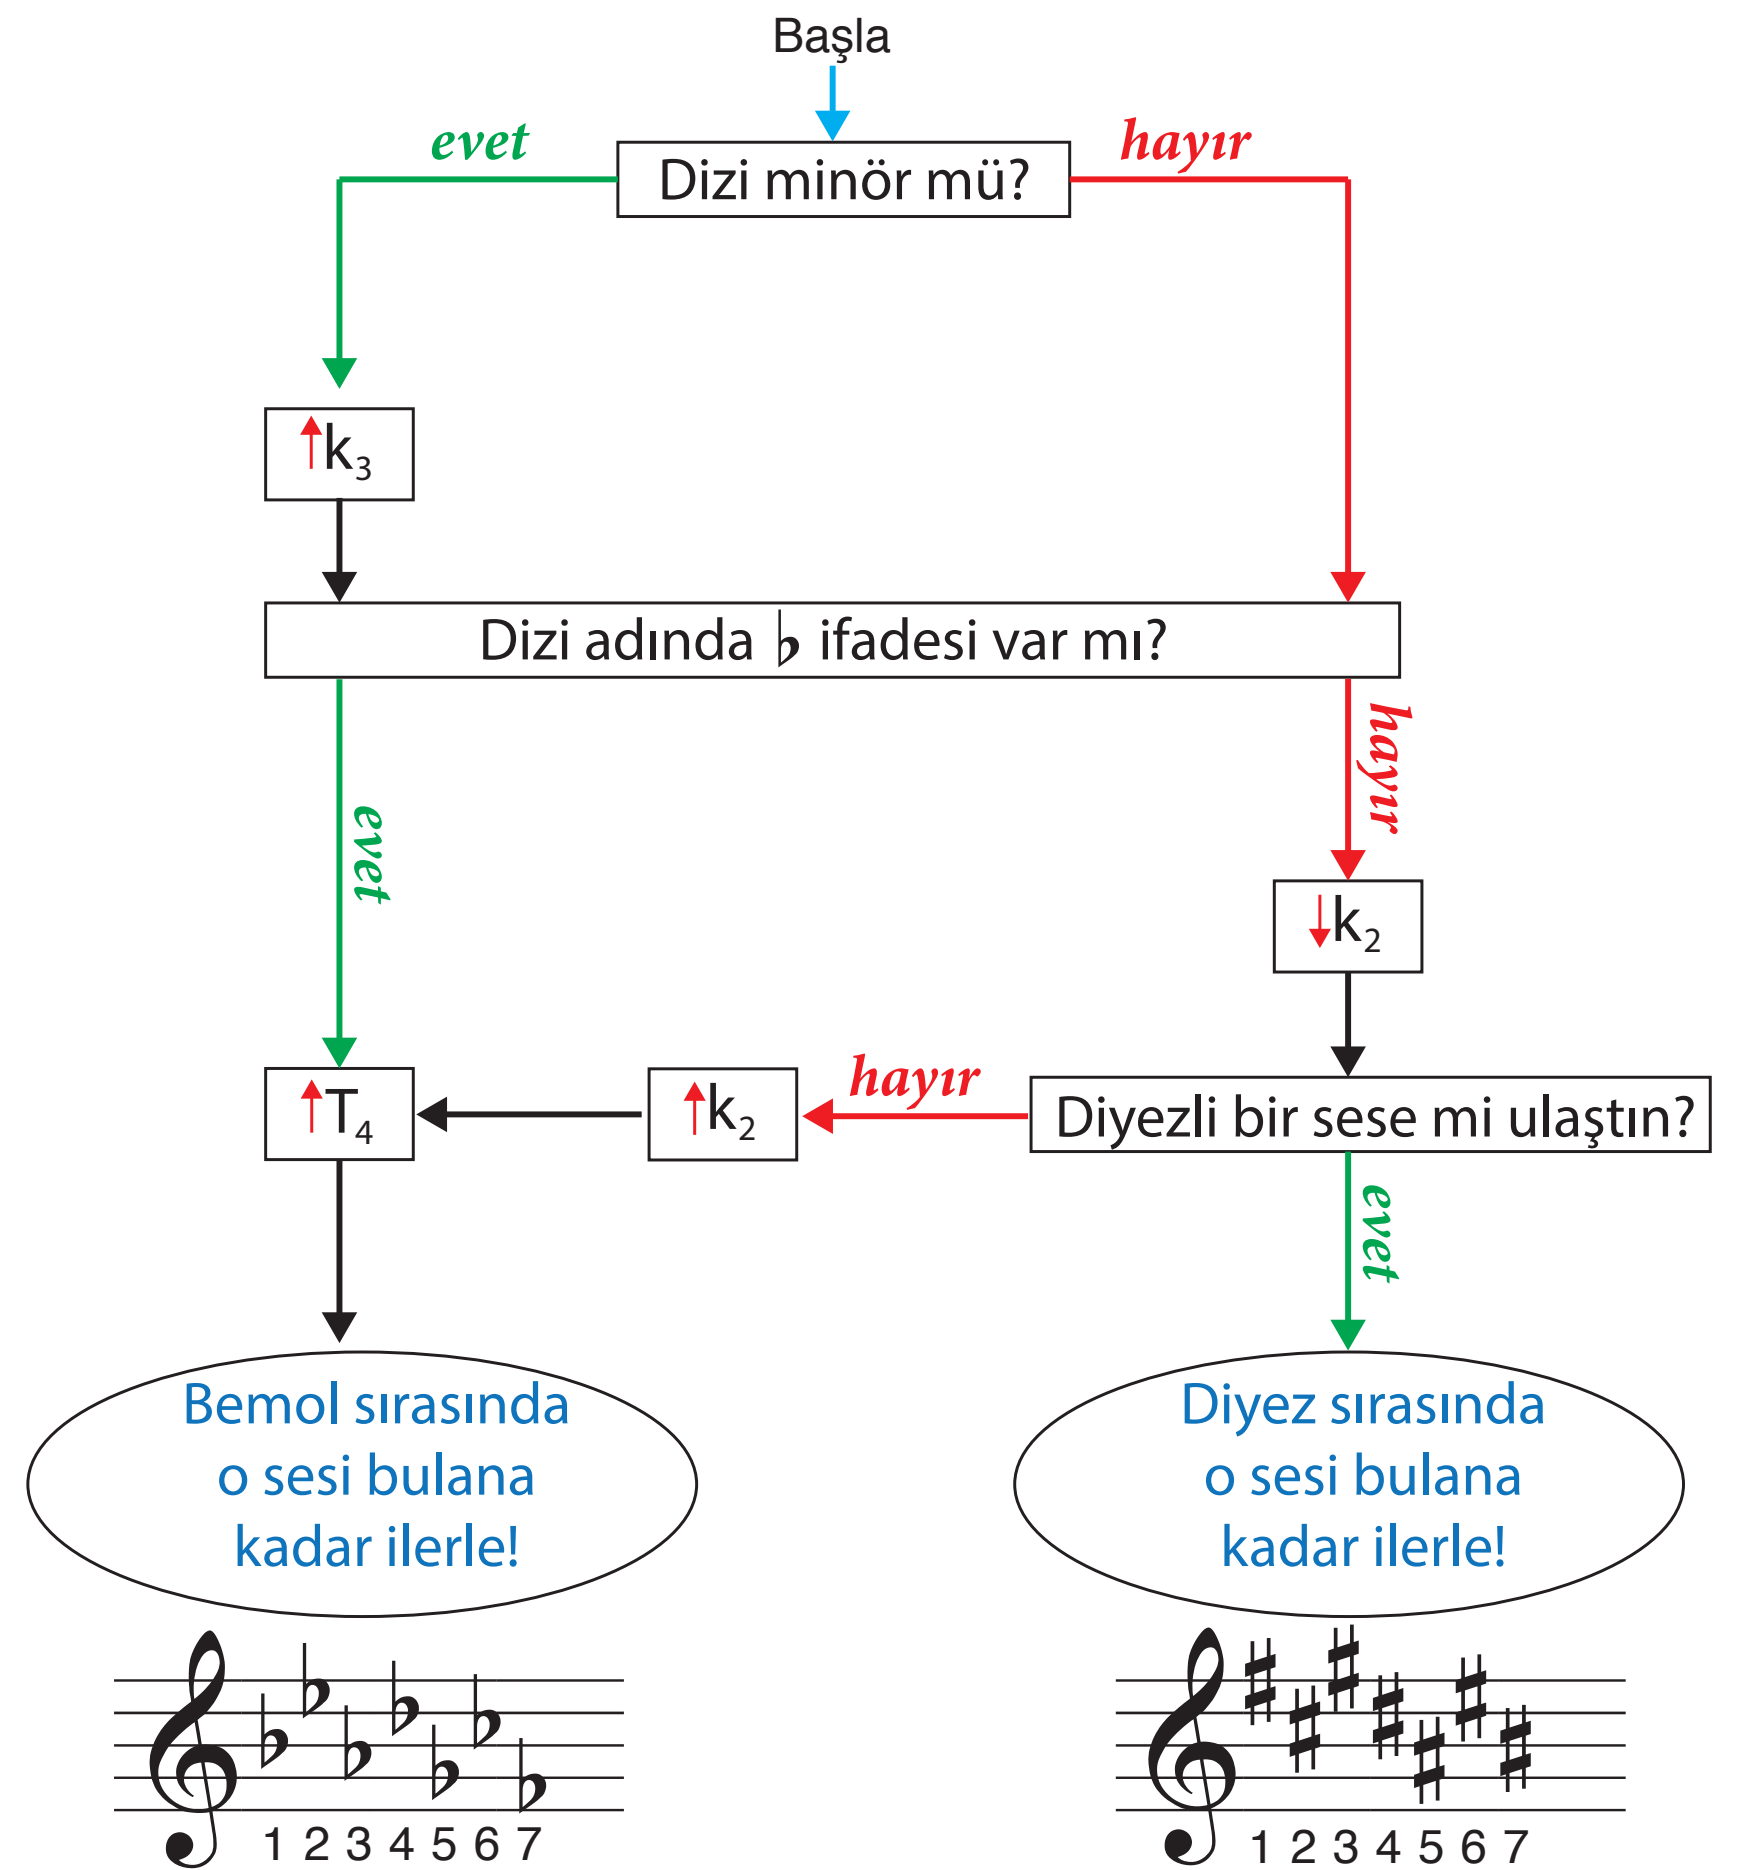 Başla
evet
hayır
Dizi minör mü?
↑k₃
Dizi adında ♭ ifadesi var mı?
hayır
evet
↓k₂
↑T₄
↑k₂
hayır
Diyezli bir sese mi ulaştın?
evet
Bemol sırasında
o sesi bulana
kadar ilerle!
Diyez sırasında
o sesi bulana
kadar ilerle!
1 2 3 4 5 6 7
1 2 3 4 5 6 7